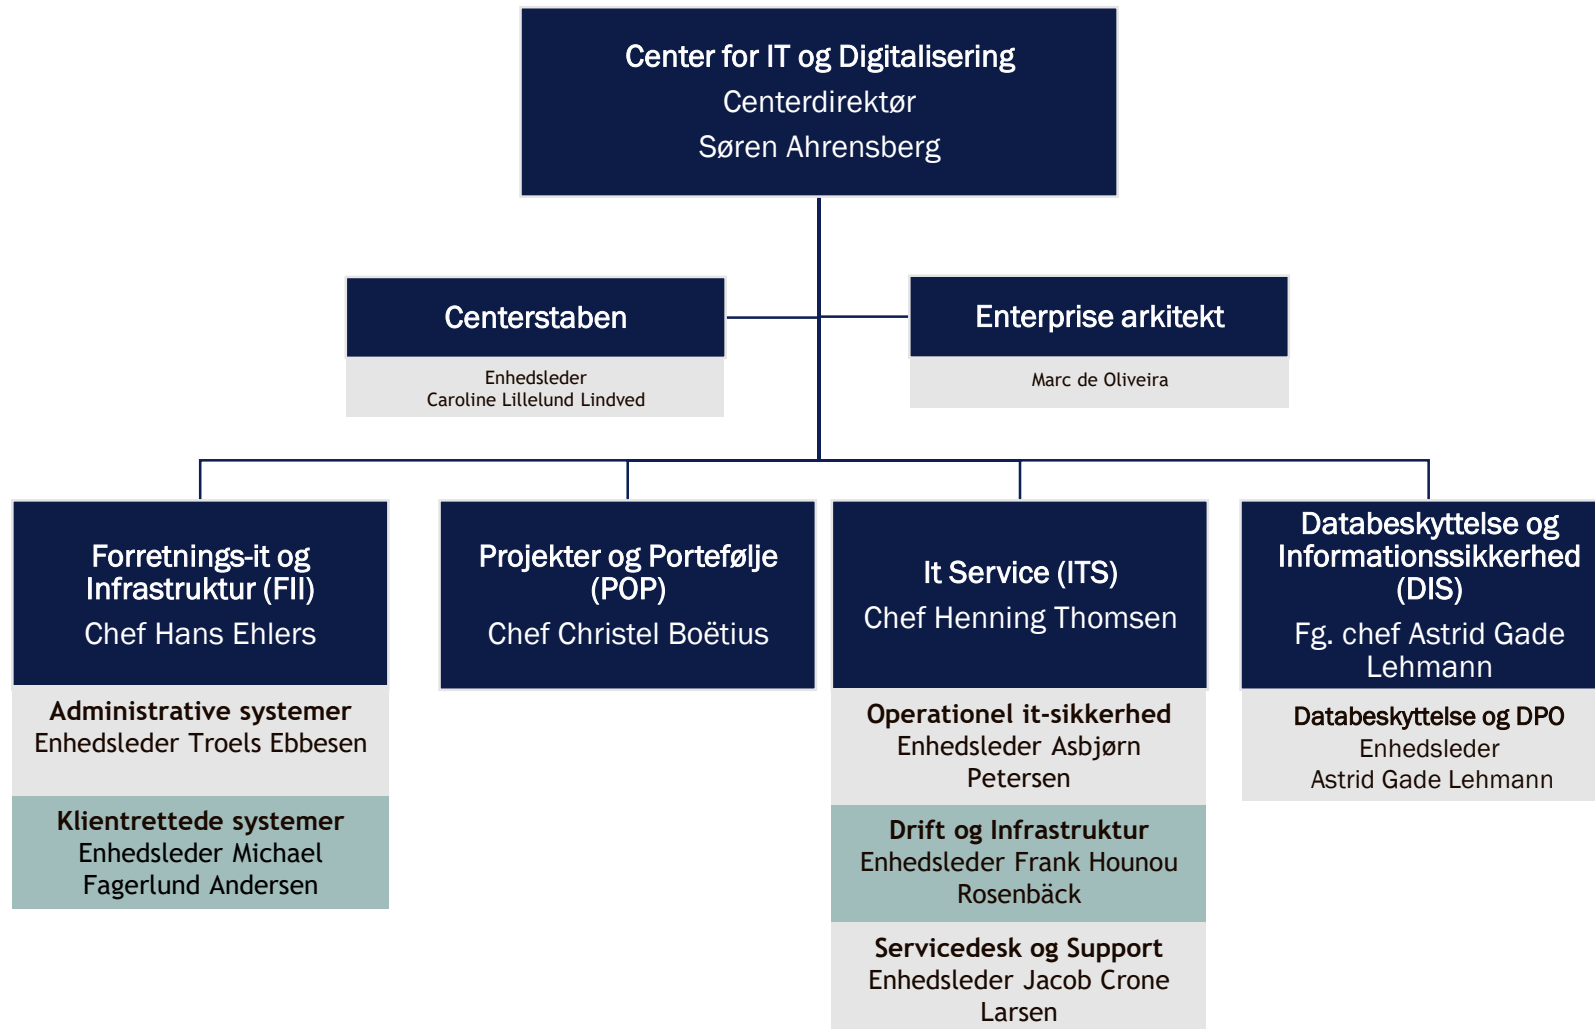 Center for IT og Digitalisering
Centerdirektør
Søren Ahrensberg
Centerstaben
Enhedsleder
Caroline Lillelund Lindved
Enterprise arkitekt
Marc de Oliveira
Forretnings-it og
Infrastruktur (FII)
Chef Hans Ehlers
Administrative systemer
Enhedsleder Troels Ebbesen
Klientrettede systemer
Enhedsleder Michael
Fagerlund Andersen
Projekter og Portefølje
(POP)
Chef Christel Boëtius
It Service (ITS)
Chef Henning Thomsen
Operationel it-sikkerhed
Enhedsleder Asbjørn
Petersen
Drift og Infrastruktur
Enhedsleder Frank Hounou
Rosenbäck
Servicedesk og Support
Enhedsleder Jacob Crone
Larsen
Databeskyttelse og
Informationssikkerhed
(DIS)
Fg. chef Astrid Gade
Lehmann
Databeskyttelse og DPO
Enhedsleder
Astrid Gade Lehmann